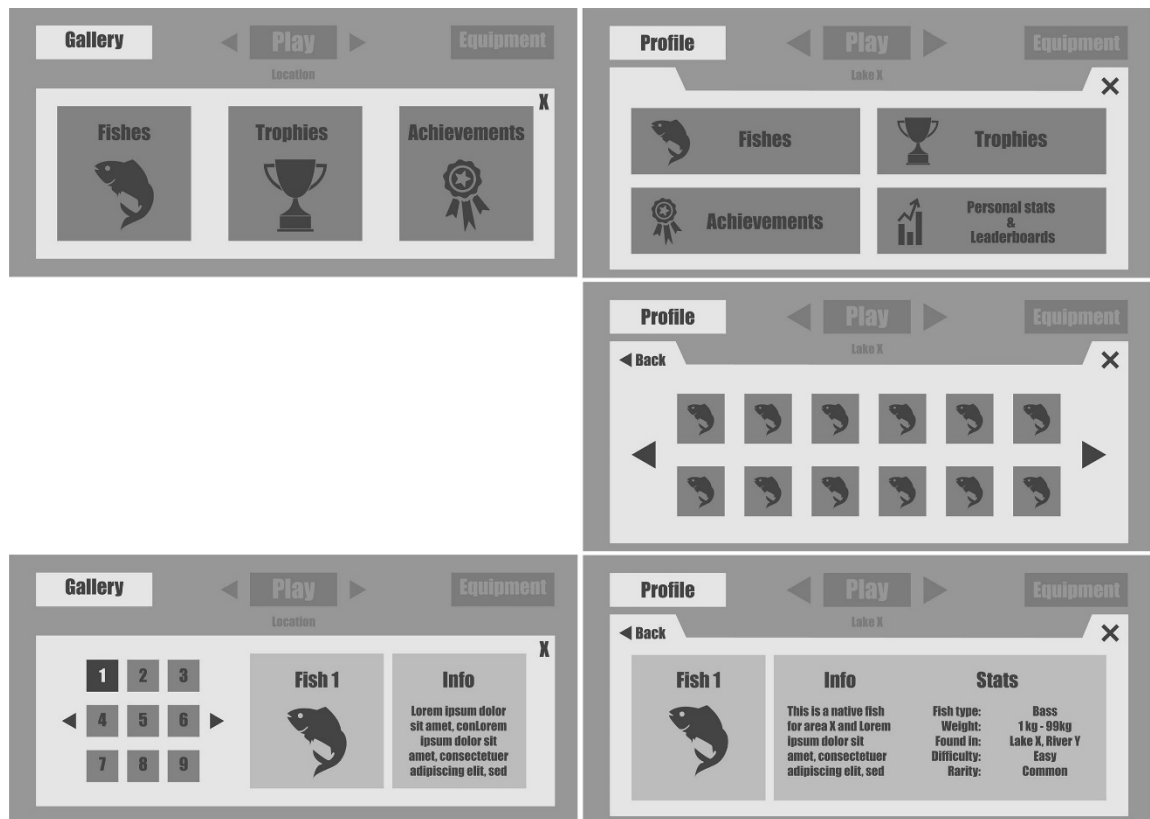 Gallery
Play
Equipment
Location
X
Fishes
Trophies
Achievements
Profile
Play
Equipment
Lake X
Fishes
Trophies
Achievements
Personal stats
&
Leaderboards
Profile
Play
Equipment
Lake X
Back
Gallery
Play
Equipment
Location
X
1 2 3
4 5 6
7 8 9
Fish 1
Info
Lorem ipsum dolor
sit amet, conLorem
ipsum dolor sit
amet, consectetuer
adipiscing elit, sed
Profile
Play
Equipment
Lake X
Back
Fish 1
Info
This is a native fish
for area X and Lorem
ipsum dolor sit
amet, consectetuer
adipiscing elit, sed
Stats
Fish type: Bass
Weight: 1 kg - 99kg
Found in: Lake X, River Y
Difficulty: Easy
Rarity: Common